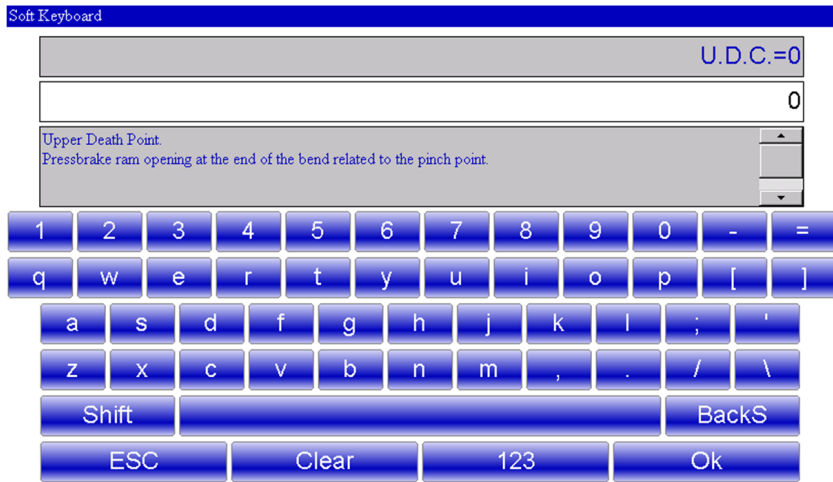 Soft Keyboard
U.D.C.=0
0
Upper Death Point.
Pressbrake ram opening at the end of the bend related to the pinch point.
1 2 3 4 5 6 7 8 9 0 - =
q w e r t y u i o p [ ]
a s d f g h j k l ; '
z x c v b n m , . / \
Shift BackS
ESC Clear 123 Ok